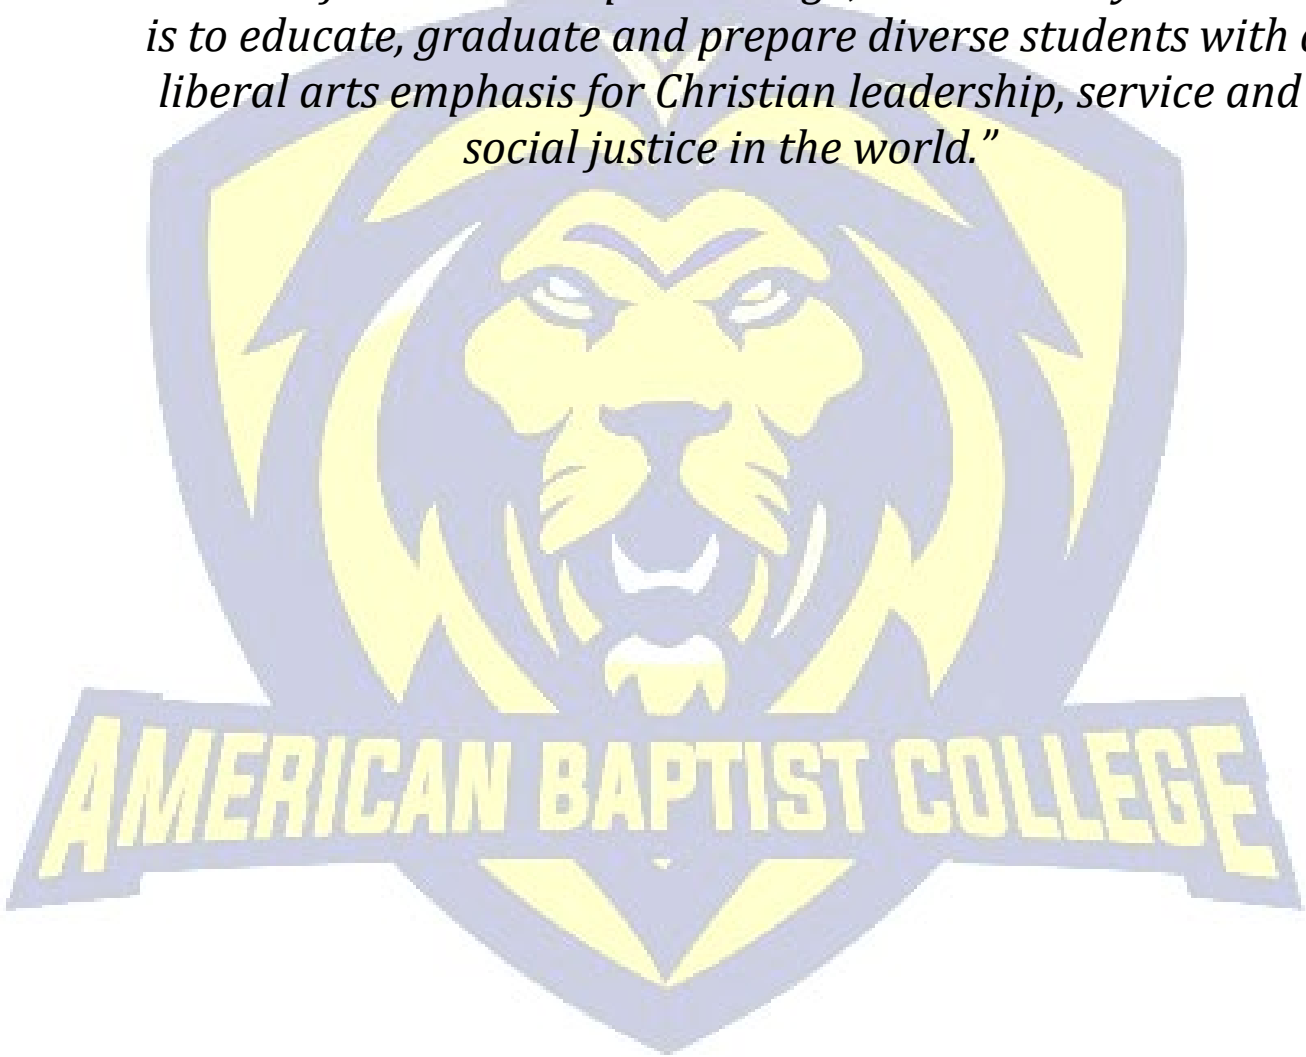 is to educate, graduate and prepare diverse students with
liberal arts emphasis for Christian leadership, service and
social justice in the world.”
AMERICAN BAPTIST COLLEGE